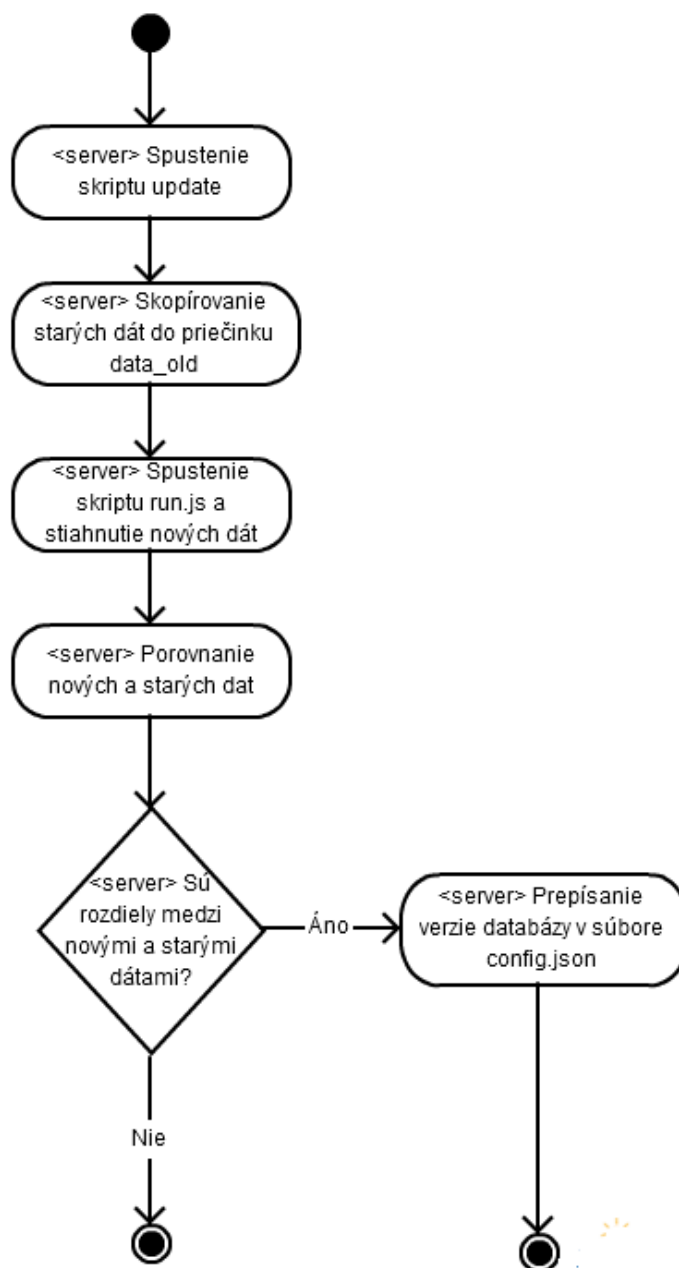 <server> Spustenie
skriptu update
<server> Skopírovanie
starých dát do priečinku
data_old
<server> Spustenie
skriptu run.js a
stiahnutie nových dát
<server> Porovnanie
nových a starých dat
<server> Sú
rozdiely medzi
novými a starými
dátami?
Áno
<server> Prepísanie
verzie databázy v súbore
config.json
Nie